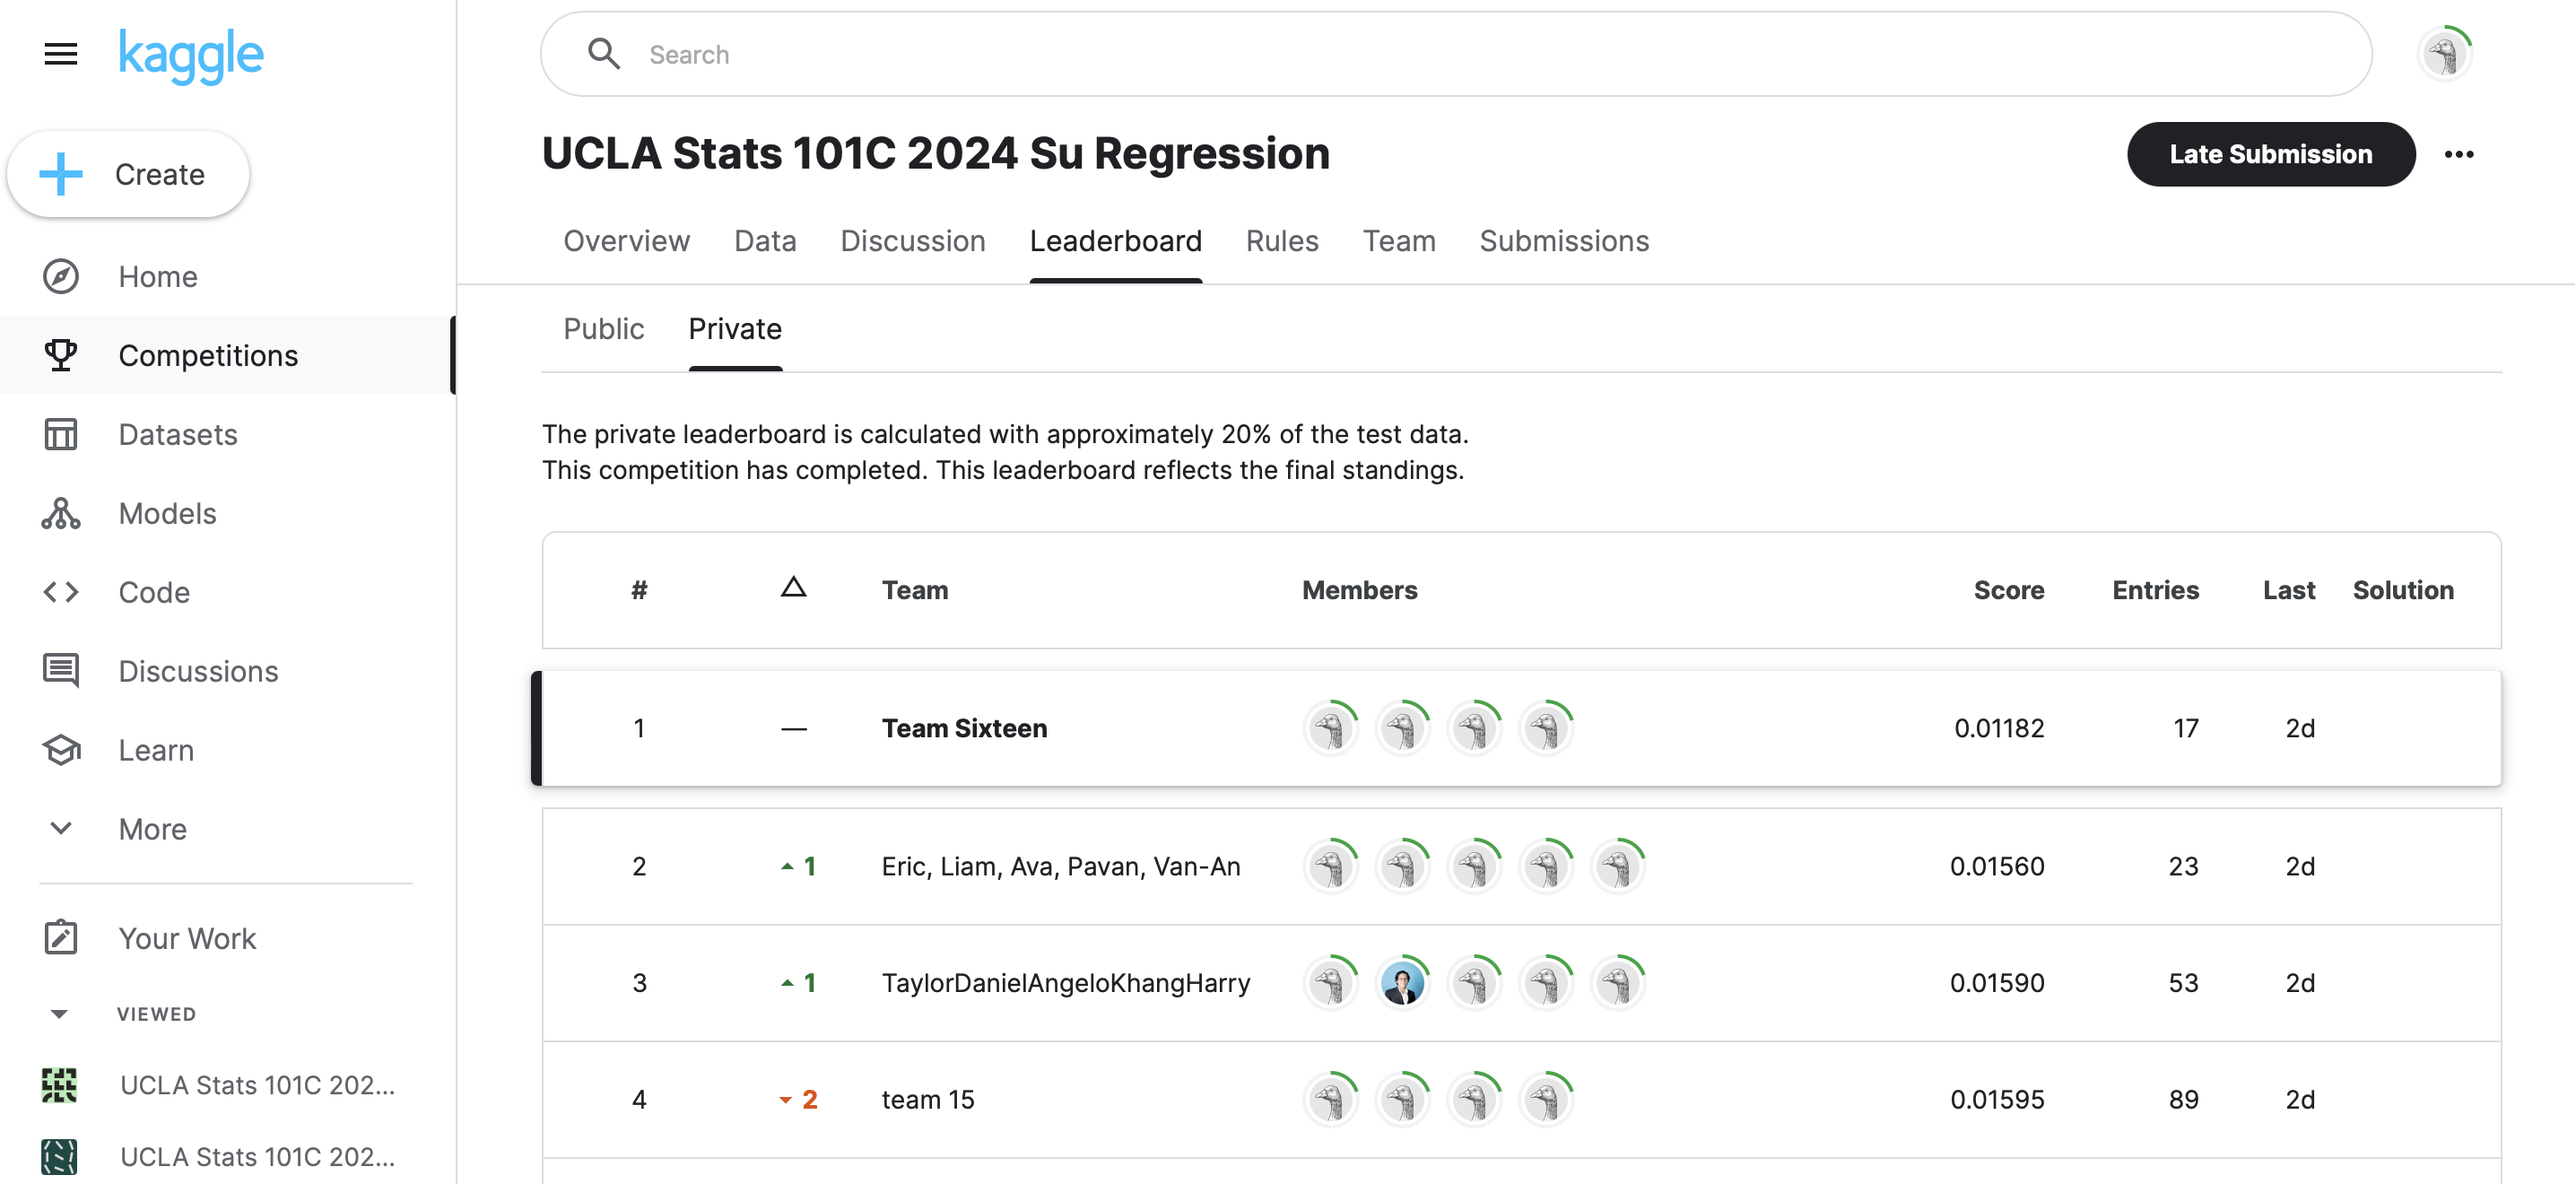 kaggle
Search
Create
Home
Competitions
Datasets
Models
Code
Discussions
Learn
More
Your Work
VIEWED
UCLA Stats 101C 202...
UCLA Stats 101C 202...
UCLA Stats 101C 2024 Su Regression
Late Submission
Overview Data Discussion Leaderboard Rules Team Submissions
Public Private
The private leaderboard is calculated with approximately 20% of the test data.
This competition has completed. This leaderboard reflects the final standings.
# △ Team Members Score Entries Last Solution
1 — Team Sixteen 0.01182 17 2d
2 1 Eric, Liam, Ava, Pavan, Van-An 0.01560 23 2d
3 1 TaylorDanielAngeloKhangHarry 0.01590 53 2d
4 2 team 15 0.01595 89 2d